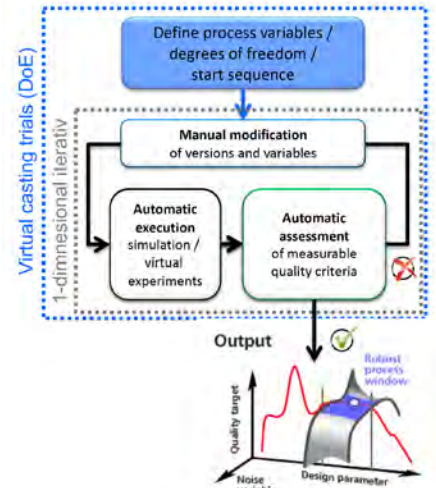 Virtual casting trials (DoE)
1-dimnesional iterativ
Define process variables /
degrees of freedom /
start sequence
Manual modification
of versions and variables
Automatic
execution
simulation /
virtual
experiments
Automatic
assessment
of measurable
quality criteria
Output
Robust
process
window
Quality target
Design parameter
Noise